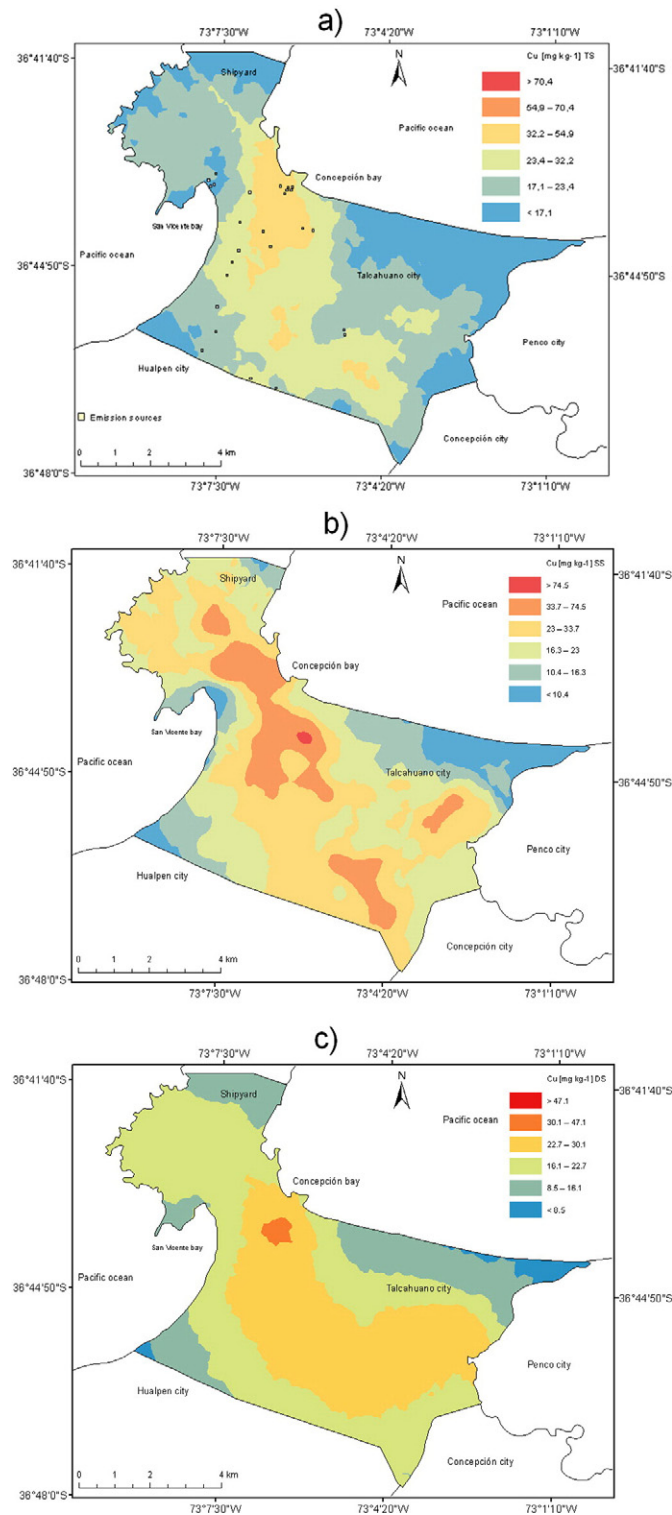 a)
73°7'30"W 73°4'20"W 73°1'10"W
36°41'40"S 36°41'40"S
Shipyard
N
Cu [mg kg-1] TS
> 70,4
54,9 – 70,4
32.2 – 54,9
23,4 – 32,2
17,1 – 23,4
< 17,1
Pacific ocean
Concepción bay
San Vicente bay
Pacific ocean
36°44'50"S 36°44'50"S
Talcahuano city
Penco city
Hualpen city
Emission sources
Concepción city
0 2 4 km
36°48'0"S 36°48'0"S
73°7'30"W 73°4'20"W 73°1'10"W
b)
73°7'30"W 73°4'20"W 73°1'10"W
36°41'40"S 36°41'40"S
Shipyard
N
Cu [mg kg-1] SS
> 74.5
33.7 – 74.5
23 – 33.7
16.3 – 23
10.4 – 16.3
< 10.4
Pacific ocean
Concepción bay
San Vicente bay
Pacific ocean
36°44'50"S 36°44'50"S
Talcahuano city
Penco city
Hualpen city
Concepción city
0 2 4 km
36°48'0"S 36°48'0"S
73°7'30"W 73°4'20"W 73°1'10"W
c)
73°7'30"W 73°4'20"W 73°1'10"W
36°41'40"S 36°41'40"S
Shipyard
N
Cu [mg kg-1] DS
> 47.1
30.1 – 47.1
22.7 – 30.1
16.1 – 22.7
8.5 – 16.1
< 8.5
Pacific ocean
Concepción bay
San Vicente bay
Pacific ocean
36°44'50"S 36°44'50"S
Talcahuano city
Penco city
Hualpen city
Concepción city
0 2 4 km
36°48'0"S 36°48'0"S
73°7'30"W 73°4'20"W 73°1'10"W